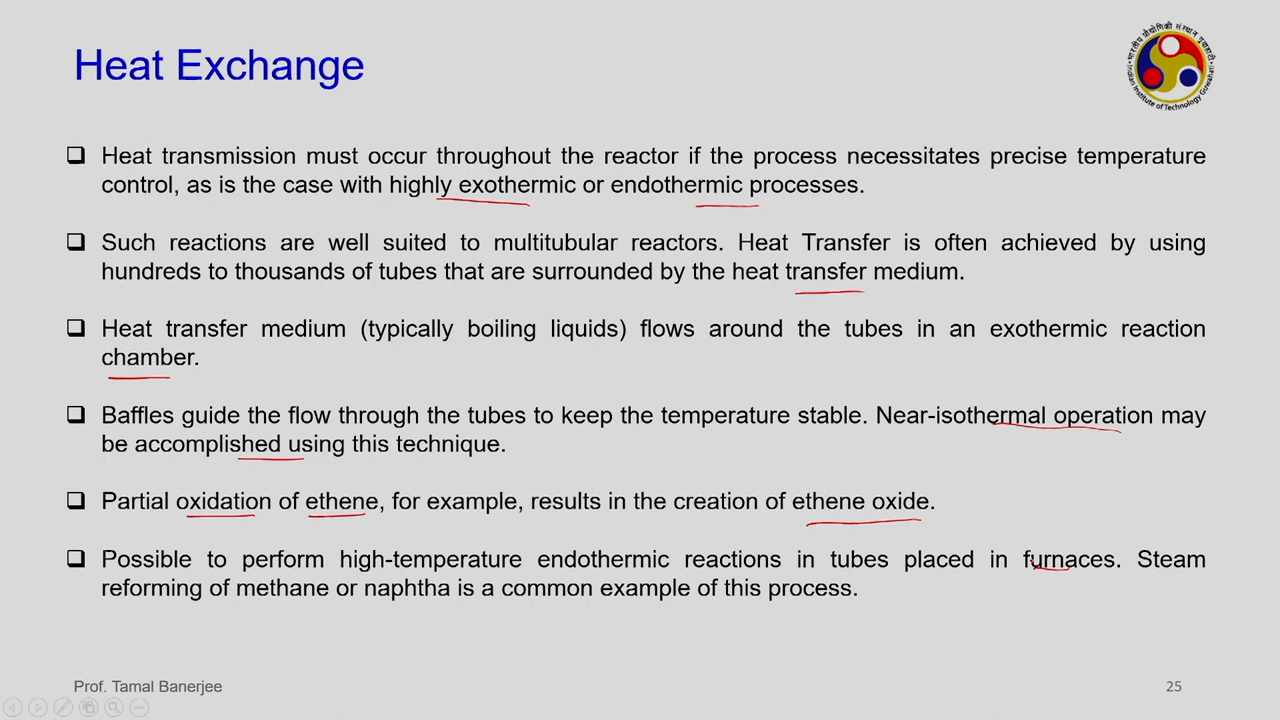 Heat Exchange
Heat transmission must occur throughout the reactor if the process necessitates precise temperature
control, as is the case with highly exothermic or endothermic processes.
Such reactions are well suited to multitubular reactors. Heat Transfer is often achieved by using
hundreds to thousands of tubes that are surrounded by the heat transfer medium.
Heat transfer medium (typically boiling liquids) flows around the tubes in an exothermic reaction
chamber.
Baffles guide the flow through the tubes to keep the temperature stable. Near-isothermal operation may
be accomplished using this technique.
Partial oxidation of ethene, for example, results in the creation of ethene oxide.
Possible to perform high-temperature endothermic reactions in tubes placed in furnaces. Steam
reforming of methane or naphtha is a common example of this process.
Prof. Tamal Banerjee
25
Indian Institute of Technology Guwahati